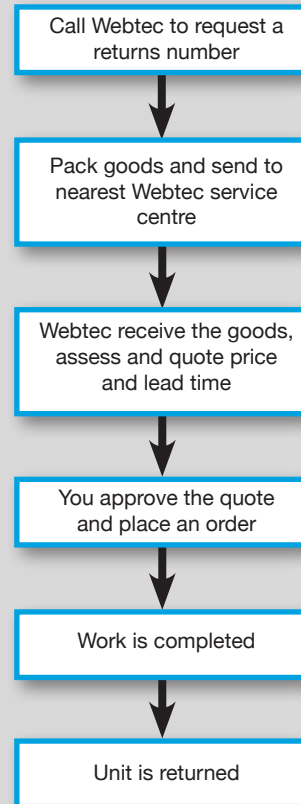 Call Webtec to request a
returns number
Pack goods and send to
nearest Webtec service
centre
Webtec receive the goods,
assess and quote price
and lead time
You approve the quote
and place an order
Work is completed
Unit is returned